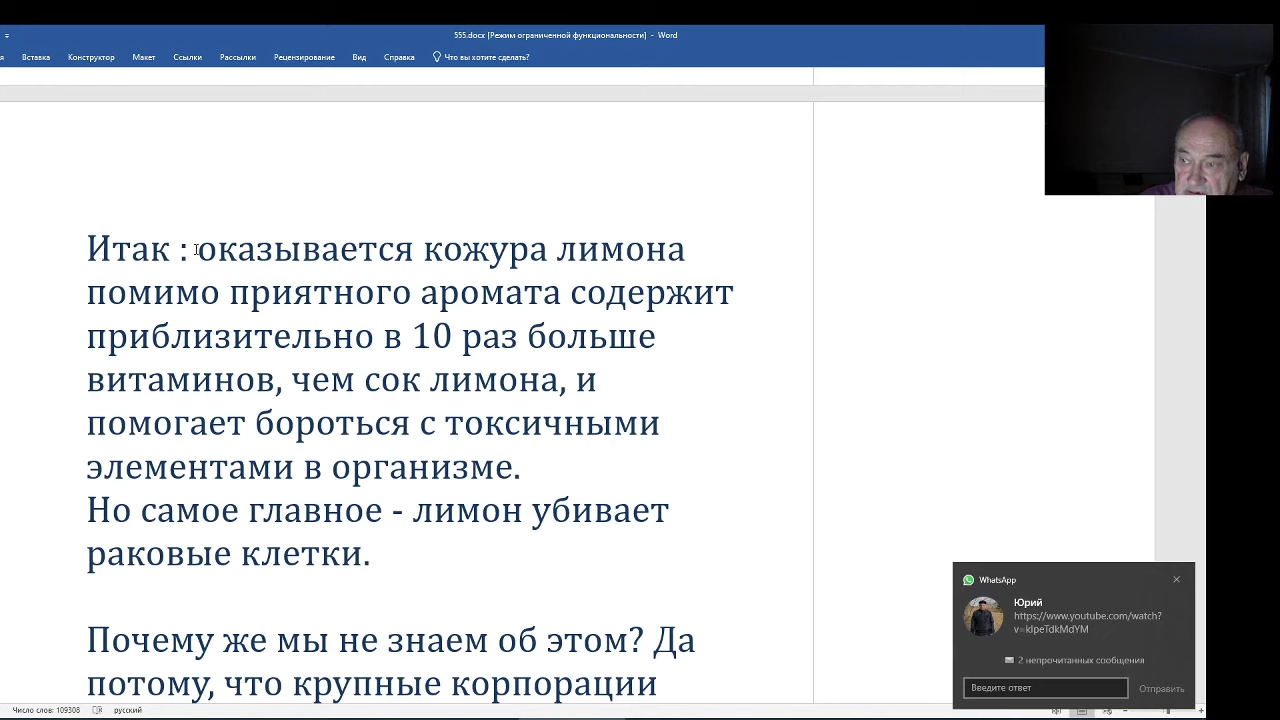 555.docx [Режим ограниченной функциональности] - Word
я Вставка Конструктор Макет Ссылки Рассылки Рецензирование Вид Справка Что вы хотите сделать?
Итак : оказывается кожура лимона
помимо приятного аромата содержит
приблизительно в 10 раз больше
витаминов, чем сок лимона, и
помогает бороться с токсичными
элементами в организме.
Но самое главное - лимон убивает
раковые клетки.
Почему же мы не знаем об этом? Да
потому, что крупные корпорации
WhatsApp
Юрий
https://www.youtube.com/watch?
v=kIpeTdkMdYM
2 непрочитанных сообщения
Введите ответ Отправить
Число слов: 109308 русский